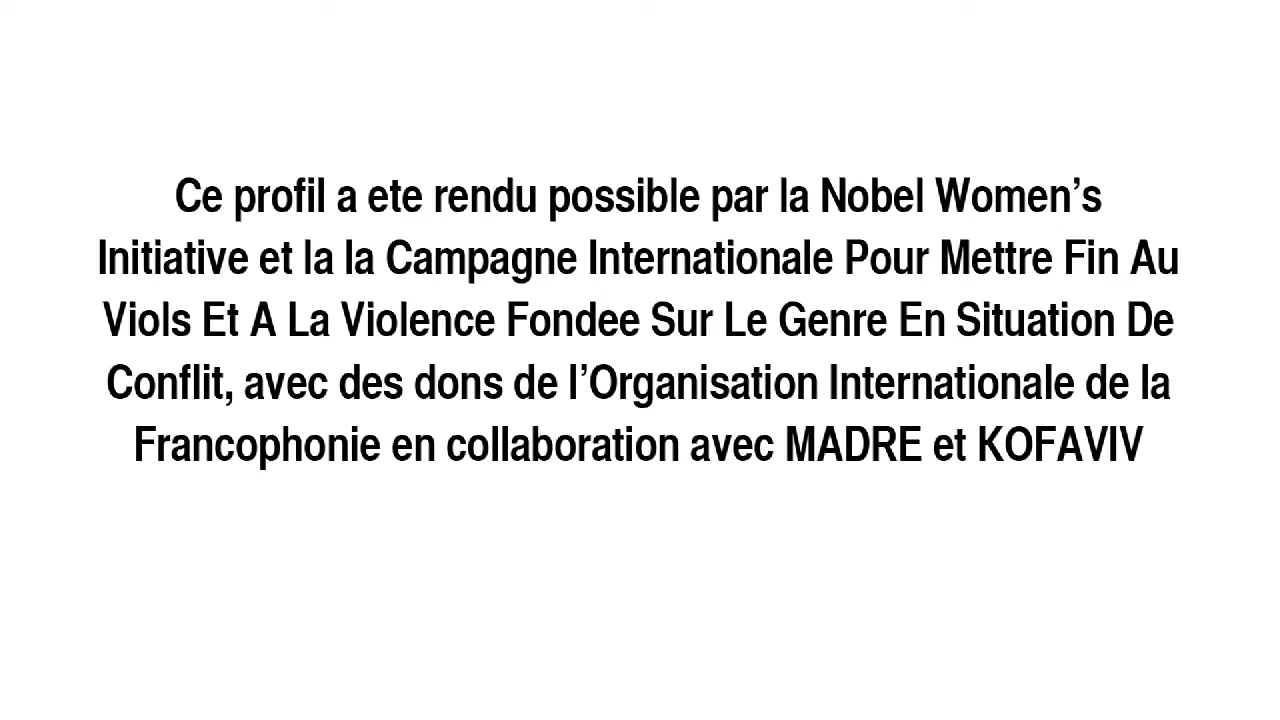 Ce profil a ete rendu possible par la Nobel Women’s
Initiative et la la Campagne Internationale Pour Mettre Fin Au
Viols Et A La Violence Fondee Sur Le Genre En Situation De
Conflit, avec des dons de l’Organisation Internationale de la
Francophonie en collaboration avec MADRE et KOFAVIV